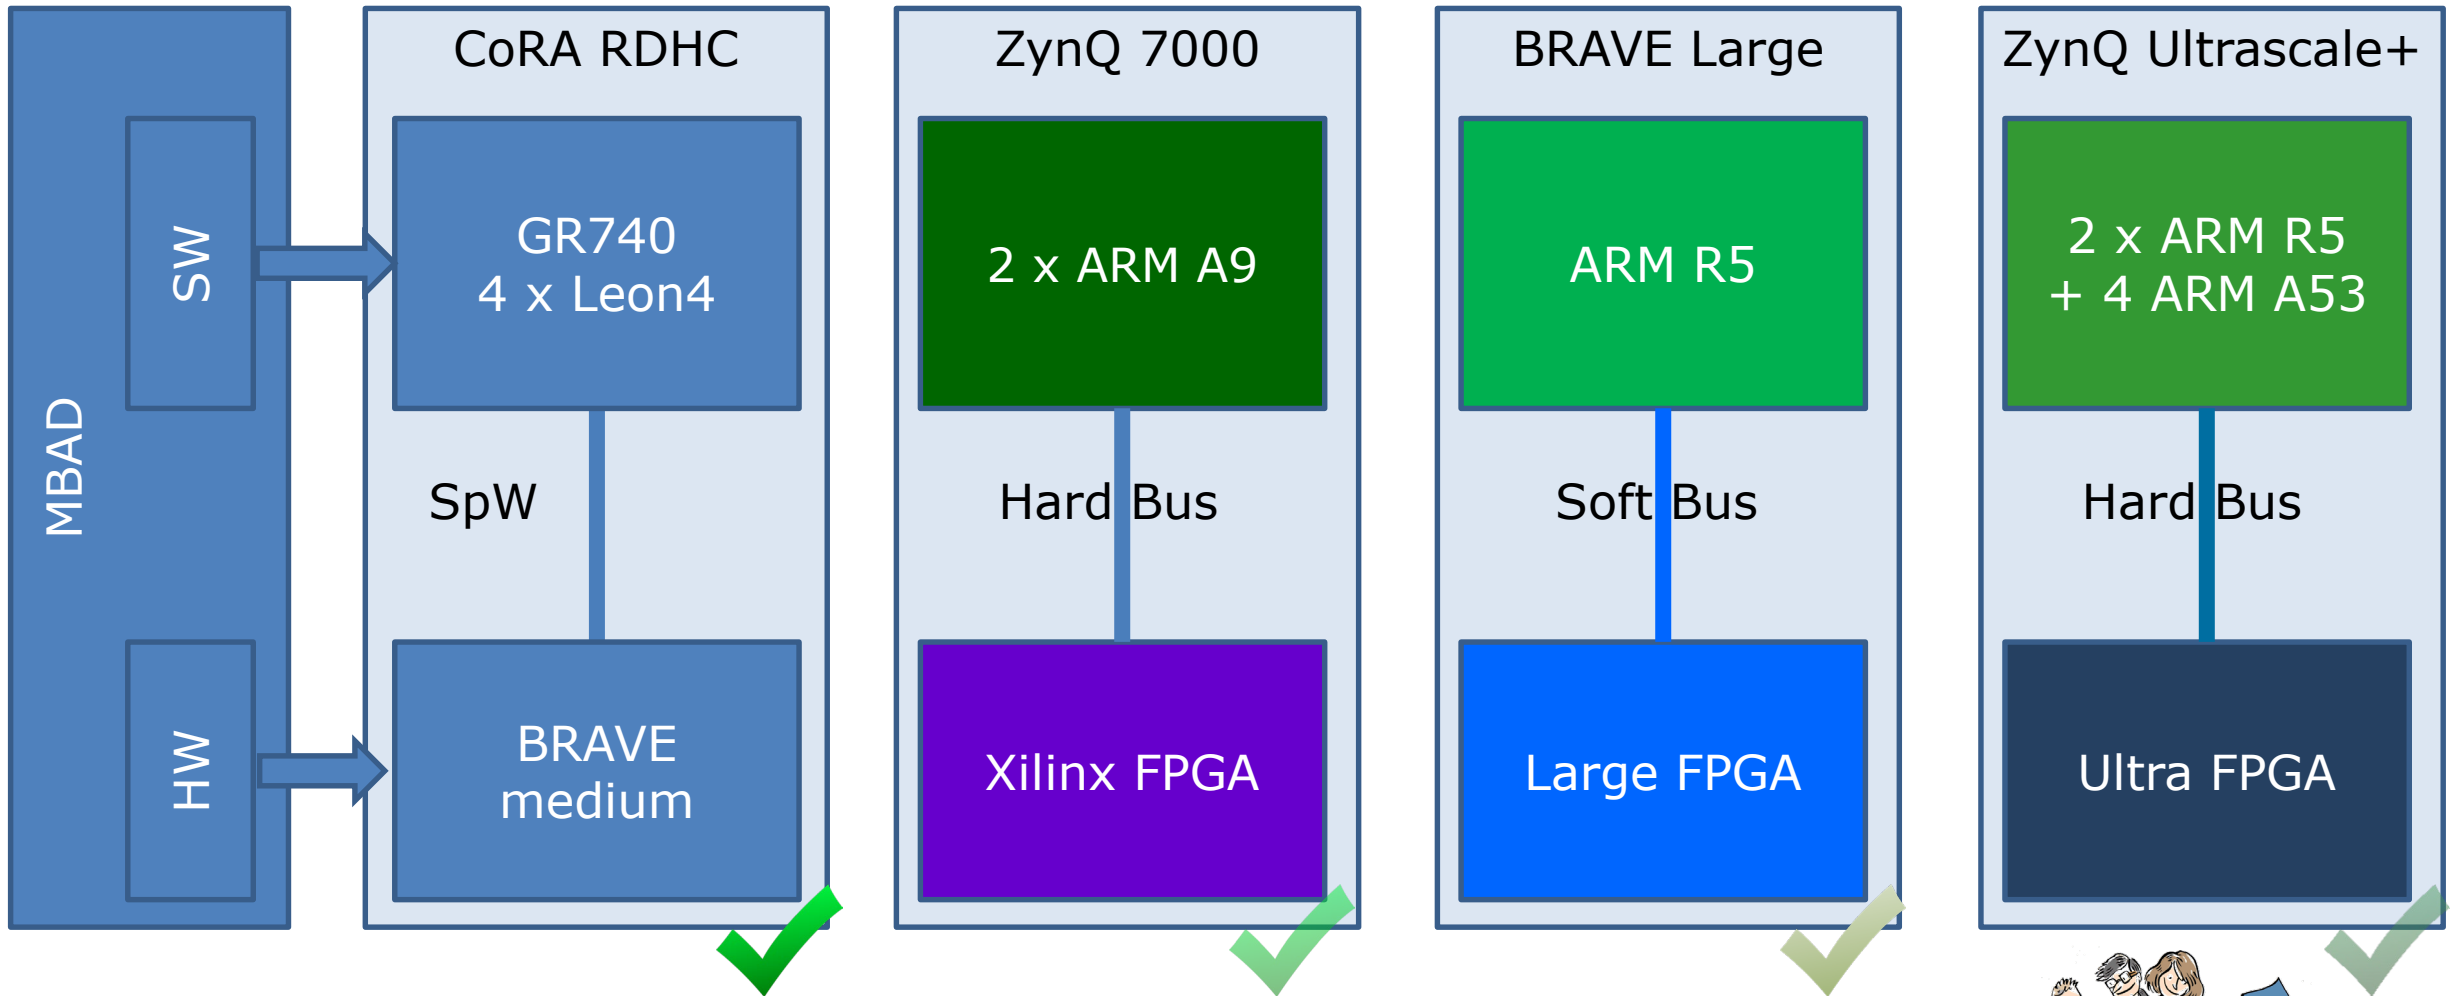 MBAD
SW
HW
CoRA RDHC
GR740
4 x Leon4
SpW
BRAVE
medium
ZynQ 7000
2 x ARM A9
Hard Bus
Xilinx FPGA
BRAVE Large
ARM R5
Soft Bus
Large FPGA
ZynQ Ultrascale+
2 x ARM R5
+ 4 ARM A53
Hard Bus
Ultra FPGA